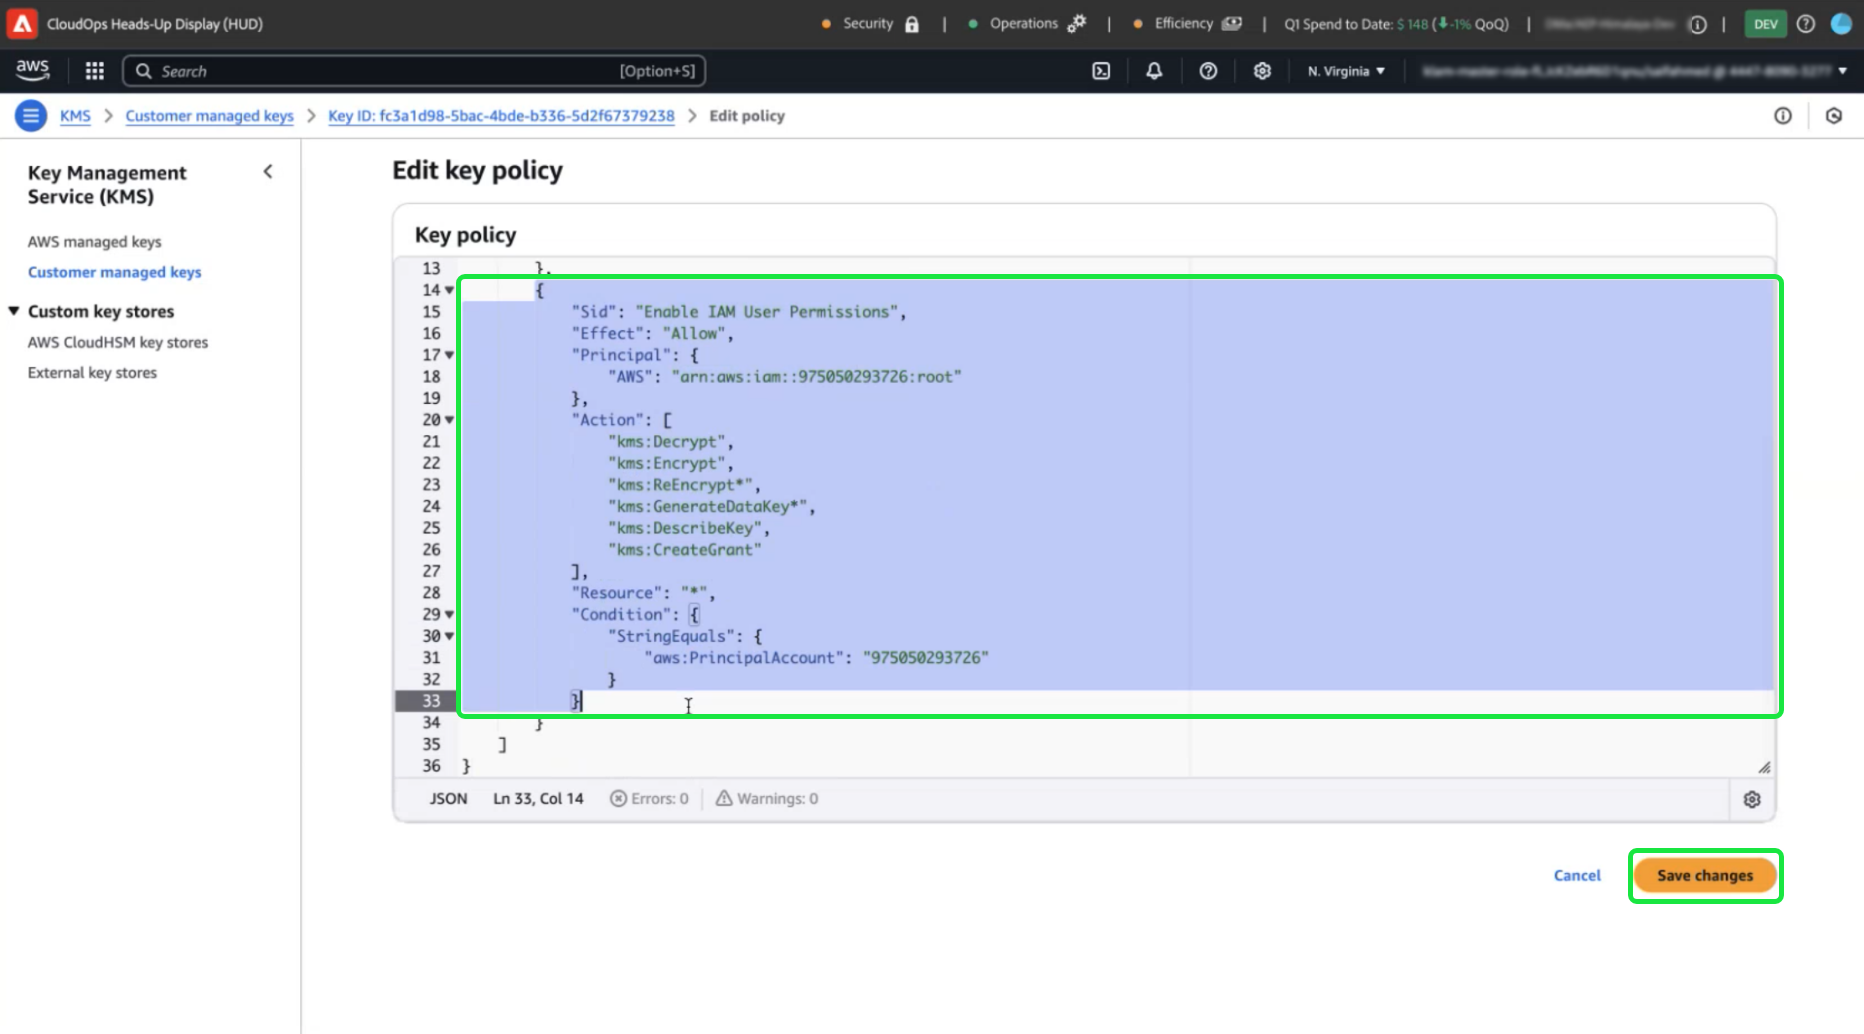 CloudOps Heads-Up Display (HUD)
Security | Operations | Efficiency | Q1 Spend to Date: $ 148 (-1% QoQ) | | DEV
aws Search [Option+S] N. Virginia
KMS > Customer managed keys > Key ID: fc3a1d98-5bac-4bde-b336-5d2f67379238 > Edit policy
Key Management
Service (KMS)
AWS managed keys
Customer managed keys
Custom key stores
AWS CloudHSM key stores
External key stores
Edit key policy
Key policy
13 },
14 {
15 "Sid": "Enable IAM User Permissions",
16 "Effect": "Allow",
17 "Principal": {
18 "AWS": "arn:aws:iam::975050293726:root"
19 },
20 "Action": [
21 "kms:Decrypt",
22 "kms:Encrypt",
23 "kms:ReEncrypt*",
24 "kms:GenerateDataKey*",
25 "kms:DescribeKey",
26 "kms:CreateGrant"
27 ],
28 "Resource": "*",
29 "Condition": {
30 "StringEquals": {
31 "aws:PrincipalAccount": "975050293726"
32 }
33 }
34 }
35 ]
36 }
JSON Ln 33, Col 14 Errors: 0 Warnings: 0
Cancel Save changes